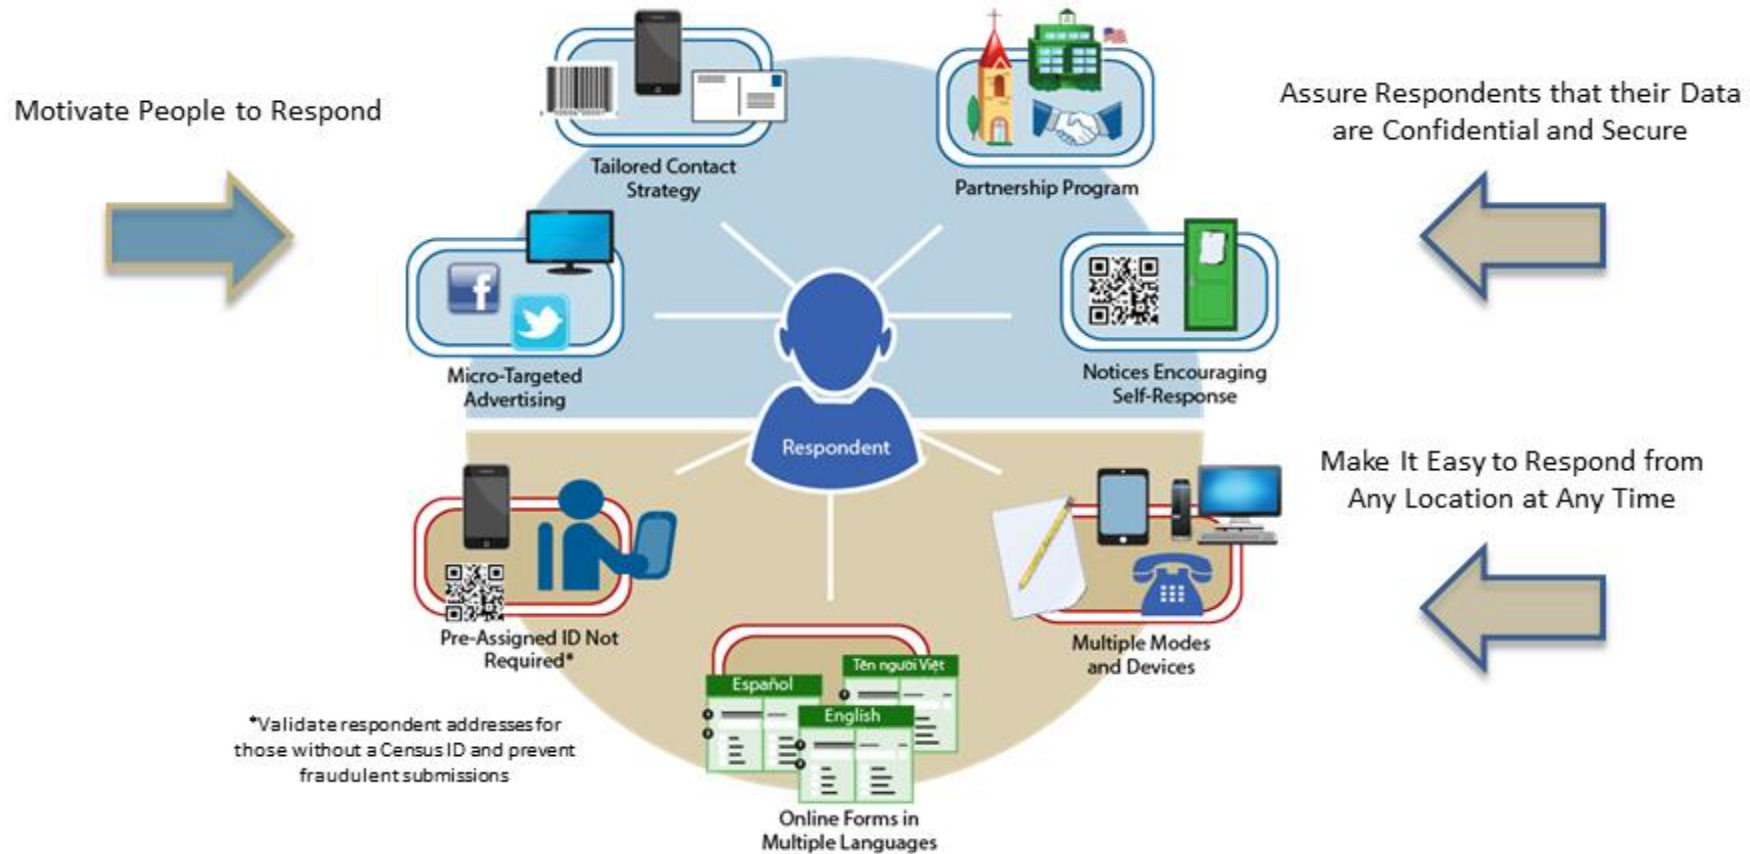 Motivate People to Respond
Tailored Contact
Strategy
Partnership Program
Assure Respondents that their Data
are Confidential and Secure
f
Micro-Targeted
Advertising
Notices Encouraging
Self-Response
Respondent
Make It Easy to Respond from
Any Location at Any Time
Pre-Assigned ID Not
Required*
*Validate respondent addresses for
those without a Census ID and prevent
fraudulent submissions
Español
Tên người Việt
English
Online Forms in
Multiple Languages
Multiple Modes
and Devices